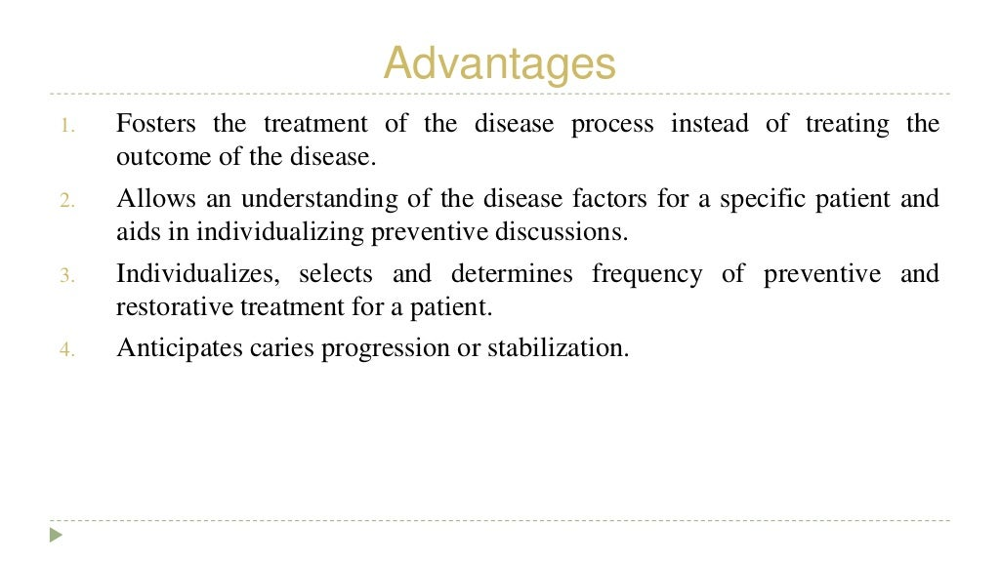 Advantages
1. Fosters the treatment of the disease process instead of treating the
outcome of the disease.
2. Allows an understanding of the disease factors for a specific patient and
aids in individualizing preventive discussions.
3. Individualizes, selects and determines frequency of preventive and
restorative treatment for a patient.
4. Anticipates caries progression or stabilization.